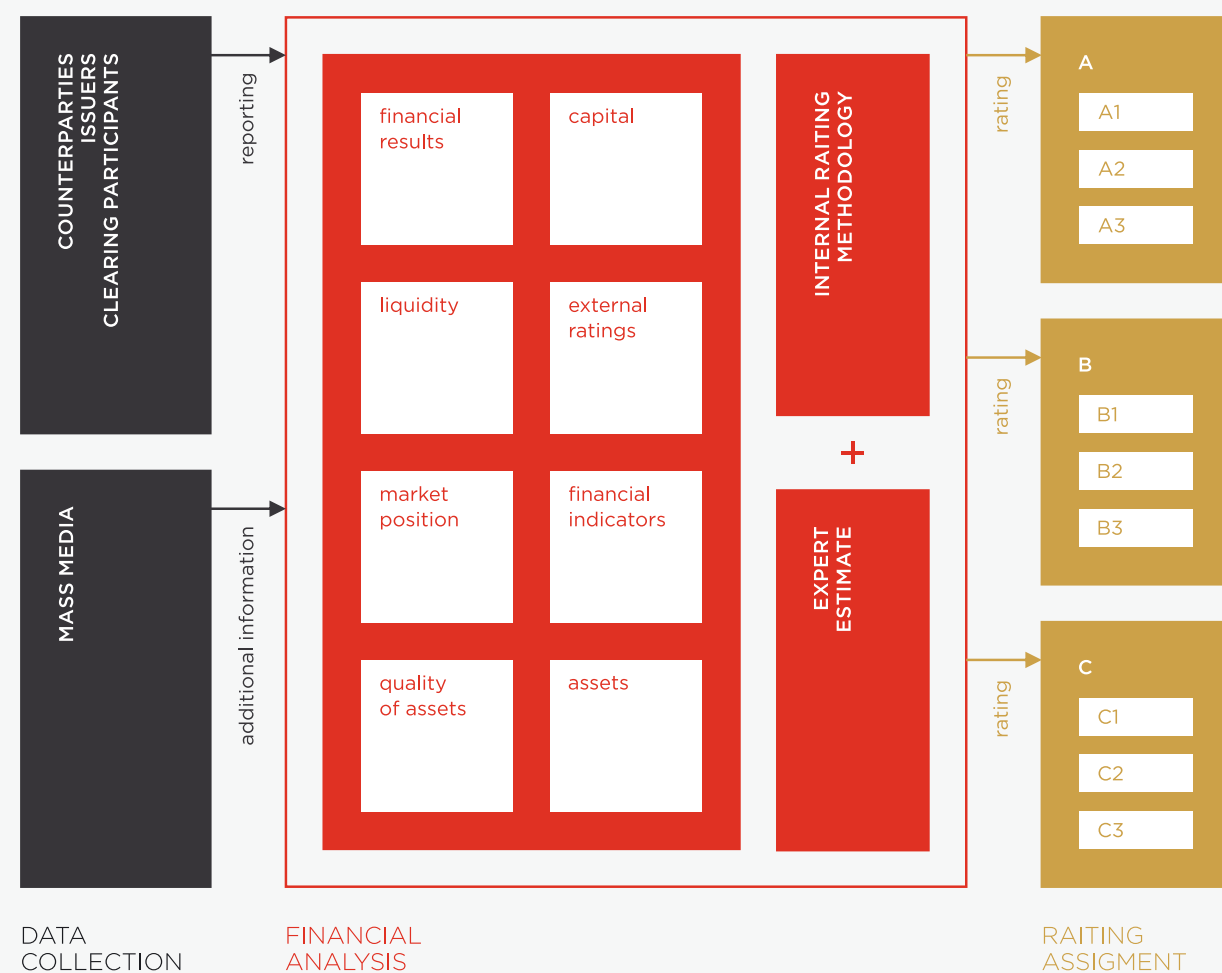 COUNTERPARTIES
ISSUERS
CLEARING PARTICIPANTS
reporting
MASS MEDIA
additional information
financial
results
capital
liquidity
external
ratings
market
position
financial
indicators
quality
of assets
assets
INTERNAL RAITING
METHODOLOGY
+
EXPERT
ESTIMATE
rating
A
A1
A2
A3
rating
B
B1
B2
B3
rating
C
C1
C2
C3
DATA
COLLECTION
FINANCIAL
ANALYSIS
RAITING
ASSIGMENT